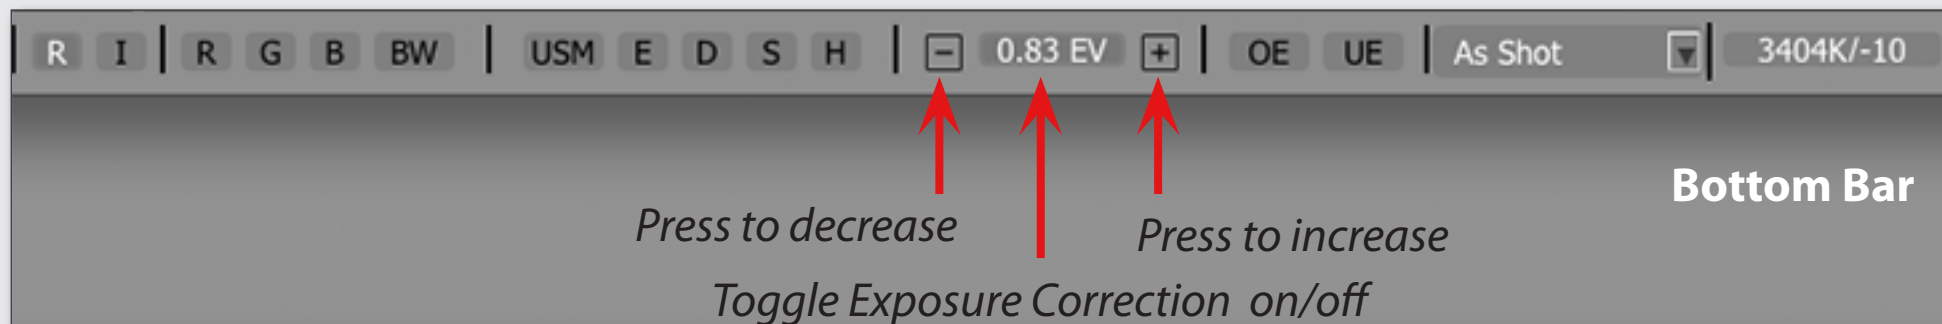 R I R G B BW USM E D S H − 0.83 EV + OE UE As Shot 3404K/-10
Bottom Bar
Press to decrease
Press to increase
Toggle Exposure Correction on/off